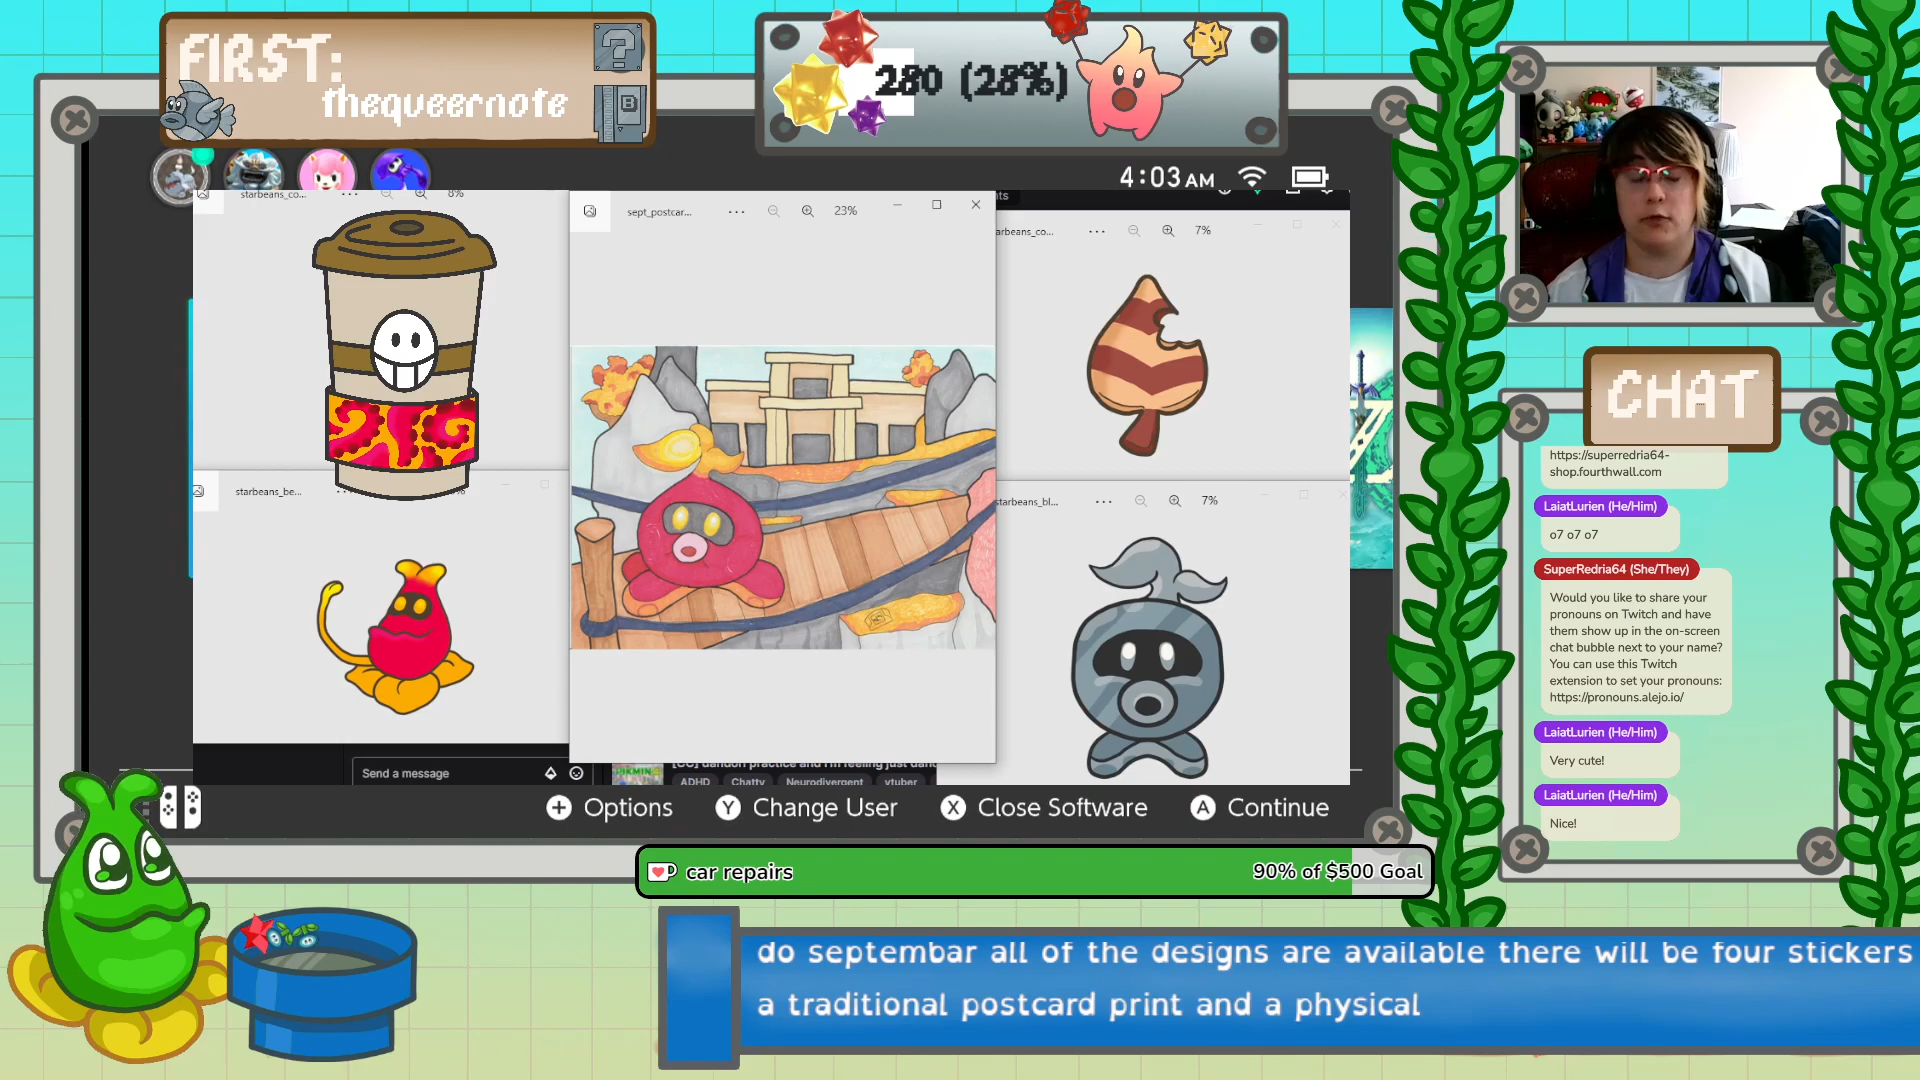 FIRST:
thequeernote
280 (28%)
4:03 AM
starbeans_co...
8%
sept_postcar...
23%
nts
arbeans_co...
7%
starbeans_be...
starbeans_bl...
7%
Send a message
PIKMIN
ADHD
Chatty
Neurodivergent
vtuber
+ Options
Y Change User
X Close Software
A Continue
car repairs
90% of $500 Goal
do septembar all of the designs are available there will be four stickers
a traditional postcard print and a physical
CHAT
https://superredria64-
shop.fourthwall.com
LaiatLurien (He/Him)
o7 o7 o7
SuperRedria64 (She/They)
Would you like to share your
pronouns on Twitch and have
them show up in the on-screen
chat bubble next to your name?
You can use this Twitch
extension to set your pronouns:
https://pronouns.alejo.io/
LaiatLurien (He/Him)
Very cute!
LaiatLurien (He/Him)
Nice!